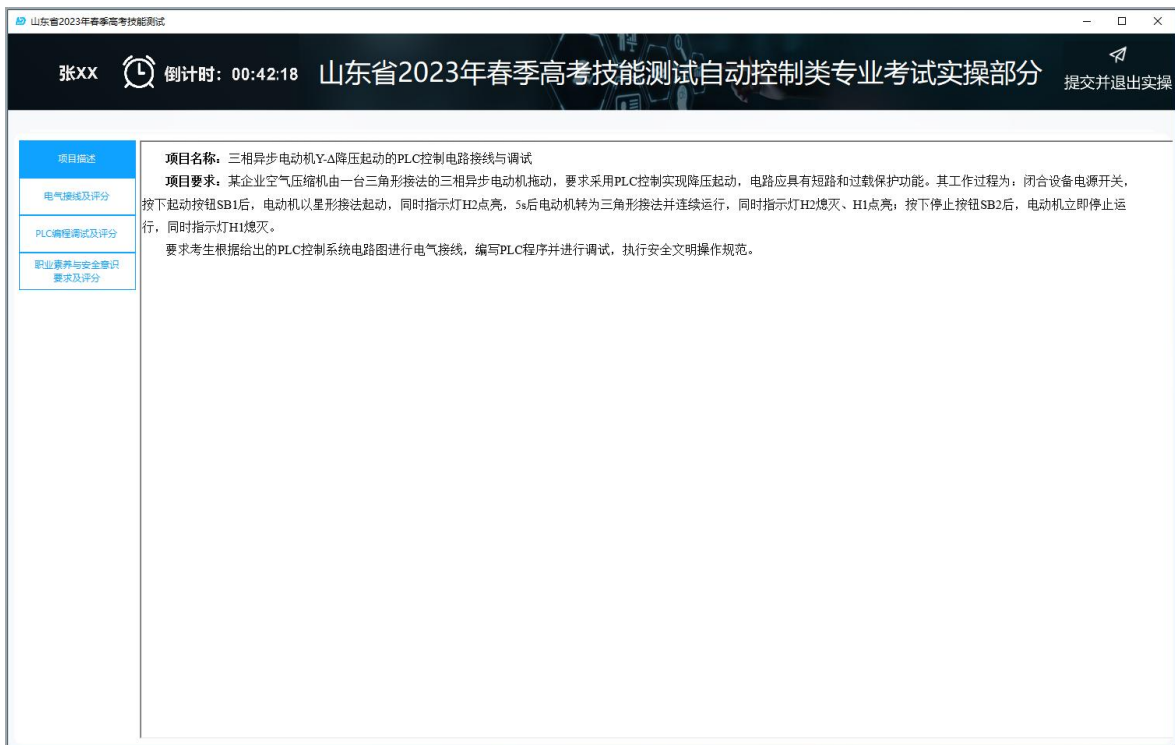 山东省2023年春季高考技能测试
张XX 倒计时：00:42:18 山东省2023年春季高考技能测试自动控制类专业考试实操部分 提交并退出实操
项目描述
电气接线及评分
PLC编程调试及评分
职业素养与安全意识
要求及评分
项目名称：三相异步电动机Y-Δ降压起动的PLC控制电路接线与调试
项目要求：某企业空气压缩机由一台三角形接法的三相异步电动机拖动，要求采用PLC控制实现降压起动，电路应具有短路和过载保护功能。其工作过程为：闭合设备电源开关，
按下起动按钮SB1后，电动机以星形接法起动，同时指示灯H2点亮，5s后电动机转为三角形接法并连续运行，同时指示灯H2熄灭、H1点亮；按下停止按钮SB2后，电动机立即停止运
行，同时指示灯H1熄灭。
要求考生根据给出的PLC控制系统电路图进行电气接线，编写PLC程序并进行调试，执行安全文明操作规范。